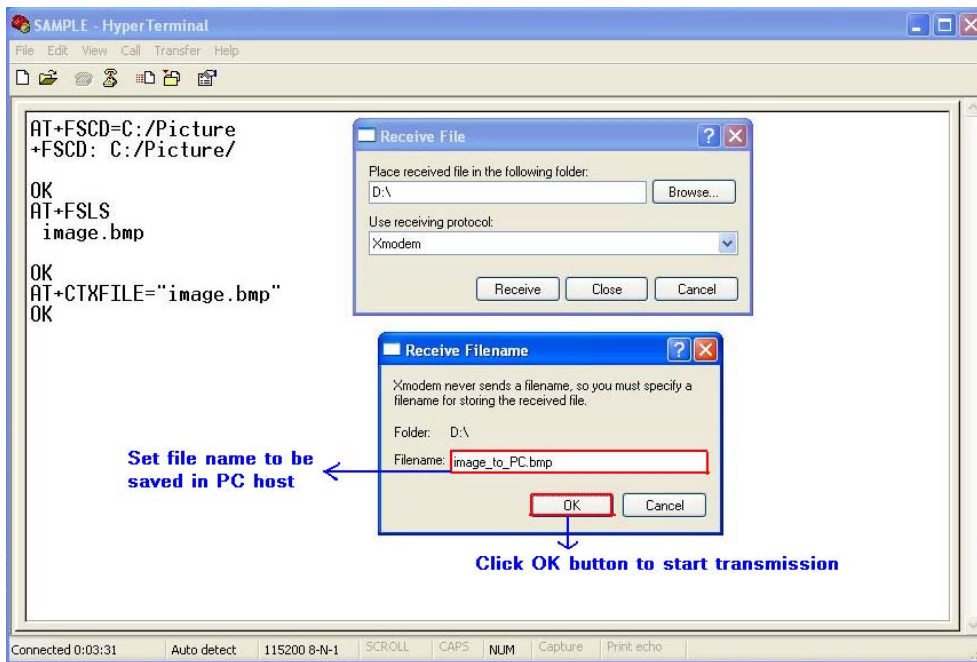 SAMPLE - HyperTerminal
File Edit View Call Transfer Help
AT+FSCD=C:/Picture
+FSCD: C:/Picture/
OK
AT+FSLS
image.bmp
OK
AT+CTXFILE="image.bmp"
OK
Receive File
Place received file in the following folder:
D:\
Browse...
Use receiving protocol:
Xmodem
Receive Close Cancel
Receive Filename
Xmodem never sends a filename, so you must specify a
filename for storing the received file.
Folder: D:\
Filename: image_to_PC.bmp
OK Cancel
Set file name to be
saved in PC host
Click OK button to start transmission
Connected 0:03:31 Auto detect 115200 8-N-1 SCROLL CAPS NUM Capture Print echo